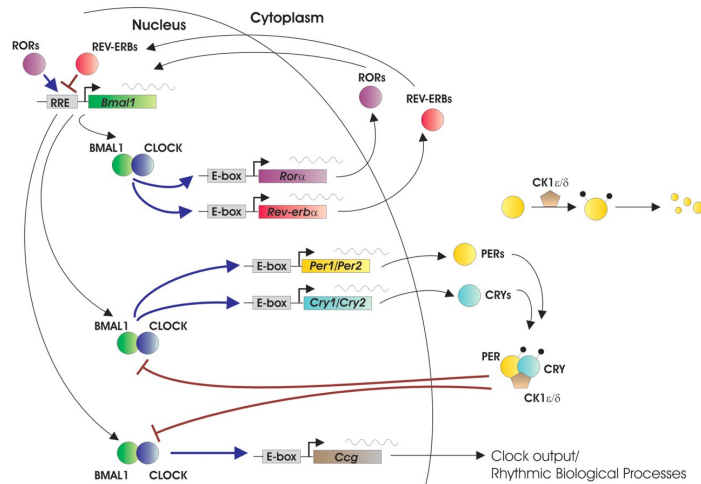 Nucleus
Cytoplasm
RORs
REV-ERBs
RRE
Bmal1
RORs
REV-ERBs
BMAL1
CLOCK
E-box
Rorα
E-box
Rev-erbα
CK1ε/δ
E-box
Per1/Per2
PERs
E-box
Cry1/Cry2
CRYs
BMAL1
CLOCK
PER
CRY
CK1ε/δ
E-box
Ccg
Clock output/
Rhythmic Biological Processes
BMAL1
CLOCK